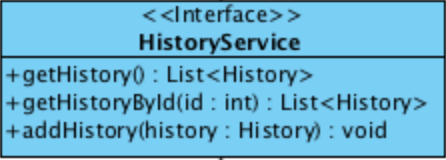 <<Interface>>
HistoryService
+getHistory() : List<History>
+getHistoryById(id : int) : List<History>
+addHistory(history : History) : void